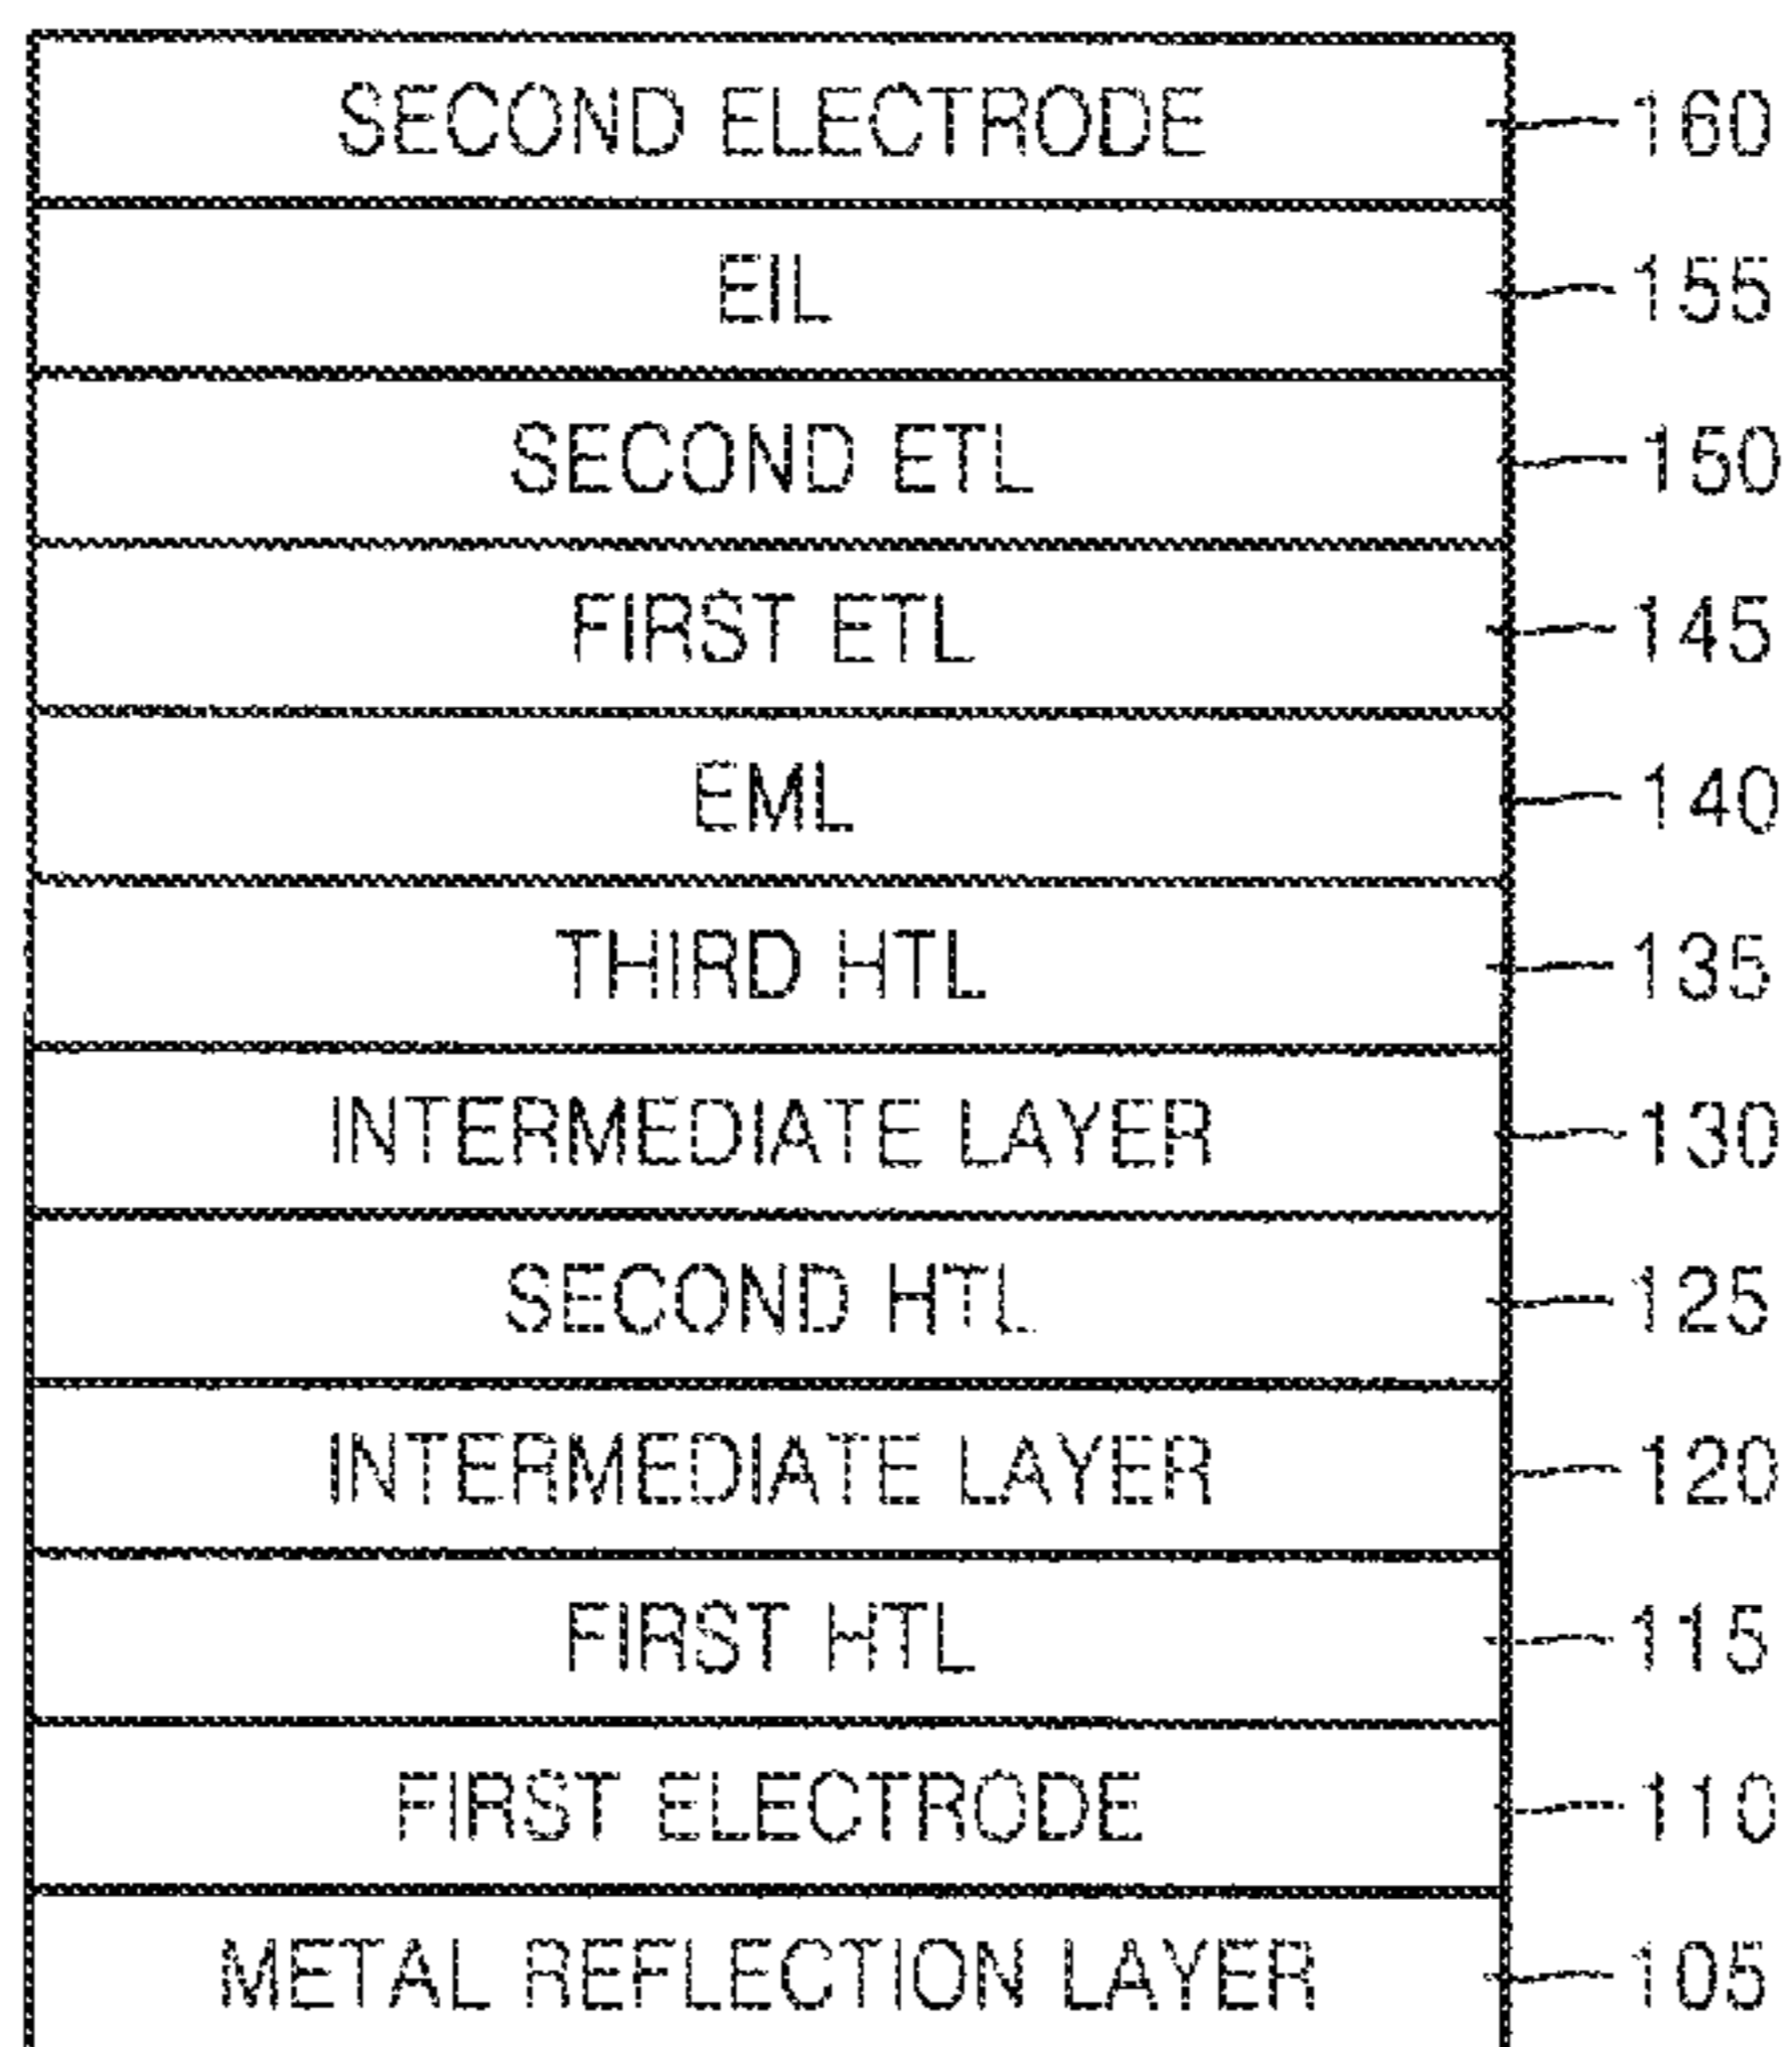 SECOND ELECTRODE 160
EIL 155
SECOND ETL 150
FIRST ETL 145
EML 140
THIRD HTL 135
INTERMEDIATE LAYER 130
SECOND HTL 125
INTERMEDIATE LAYER 120
FIRST HTL 115
FIRST ELECTRODE 110
METAL REFLECTION LAYER 105